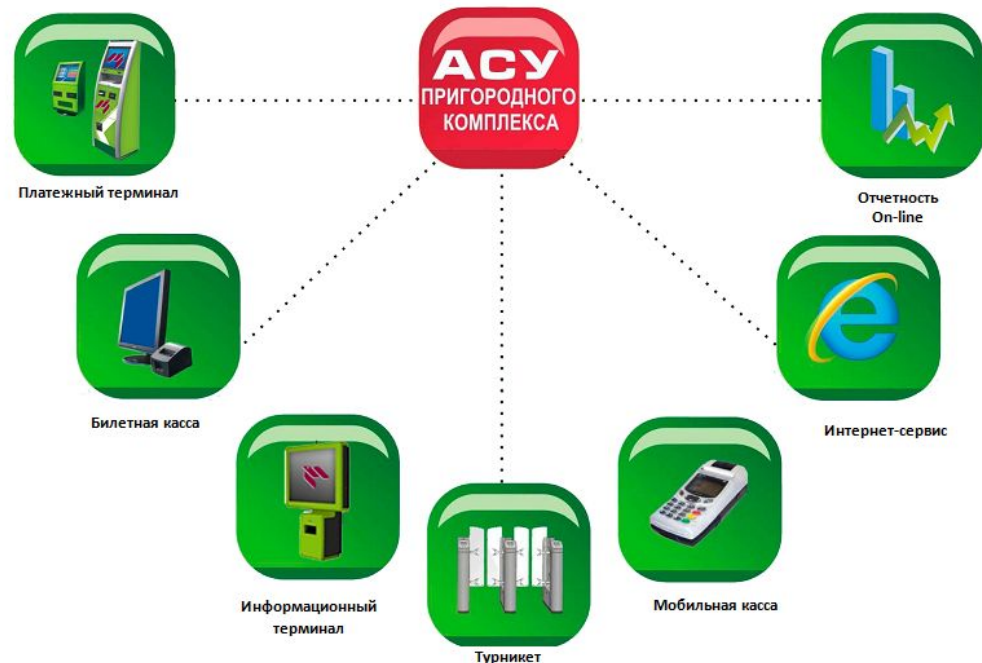 АСУ
ПРИГОРОДНОГО
КОМПЛЕКСА
Платежный терминал
Отчетность
On-line
Билетная касса
Интернет-сервис
Информационный
терминал
Мобильная касса
Турникет